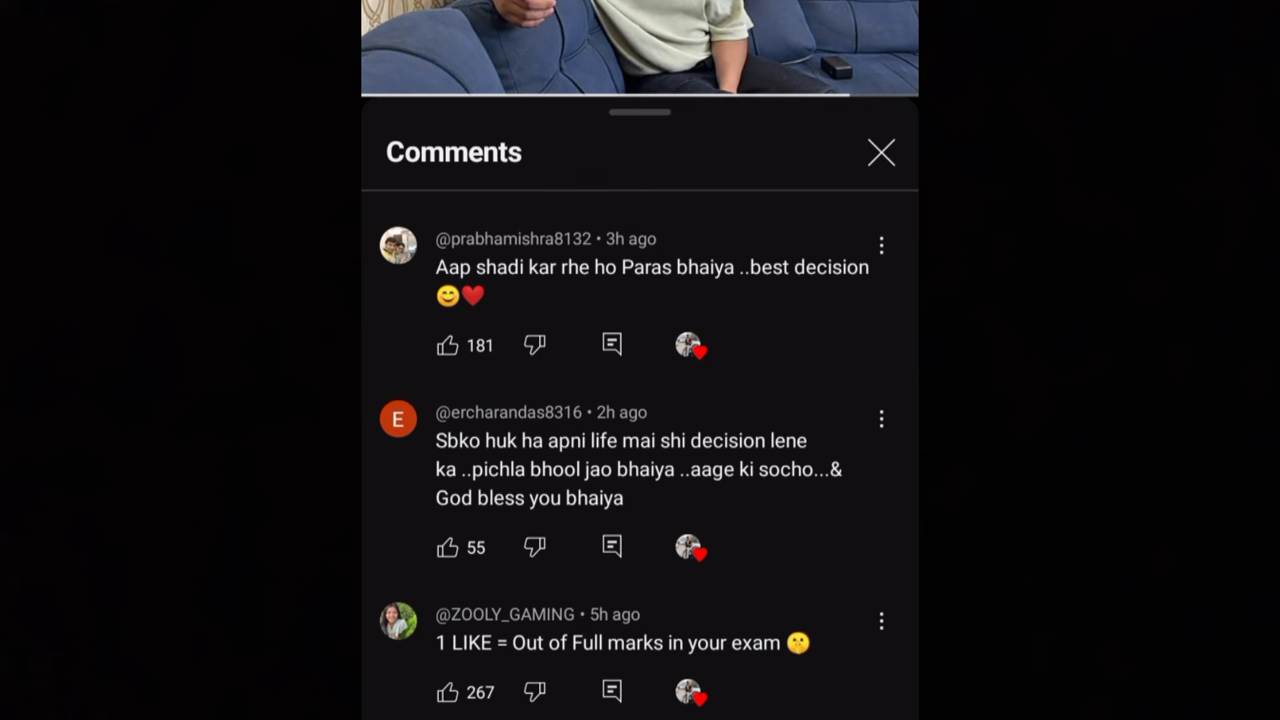 Comments
@prabhamishra8132 • 3h ago
Aap shadi kar rhe ho Paras bhaiya ..best decision
😊❤️
181
E
@ercharandas8316 • 2h ago
Sbko huk ha apni life mai shi decision lene
ka ..pichla bhool jao bhaiya ..aage ki socho...&
God bless you bhaiya
55
@ZOOLY_GAMING • 5h ago
1 LIKE = Out of Full marks in your exam 🤫
267